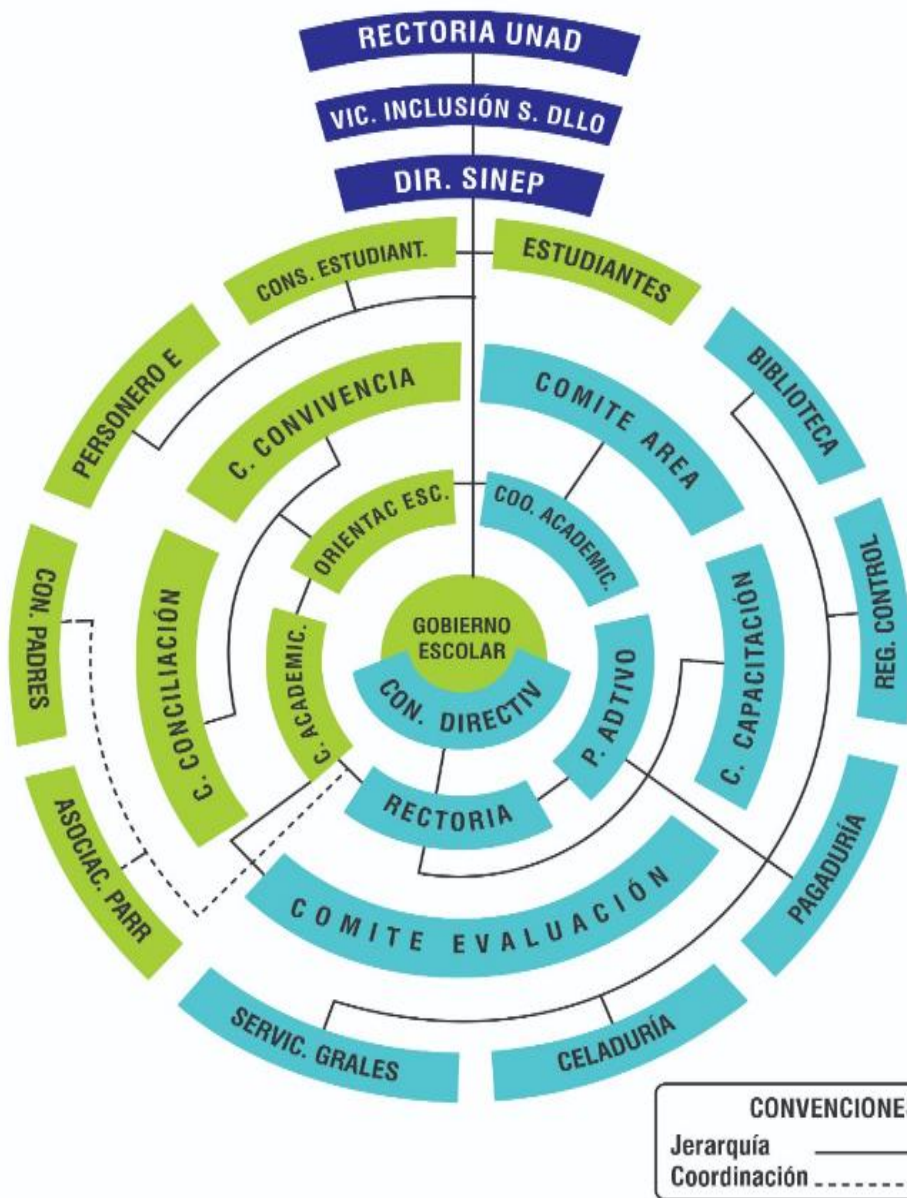 RECTORIA UNAD
VIC. INCLUSIÓN S. DLLO
DIR. SINEP
CONS. ESTUDIANT.
ESTUDIANTES
PERSONERO E
C. CONVIVENCIA
COMITE AREA
BIBLIOTECA
ORIENTAC ESC.
COO. ACADEMIC.
CON. PADRES
C. CONCILIACIÓN
C. ACADEMIC.
GOBIERNO
ESCOLAR
CON. DIRECTIV
P. ADTIVO
C. CAPACITACIÓN
REG. CONTROL
RECTORIA
ASOCIAC. PARR
COMITE EVALUACIÓN
PAGADURÍA
SERVIC. GRALES
CELADURÍA
CONVENCIONE
Jerarquía
Coordinación